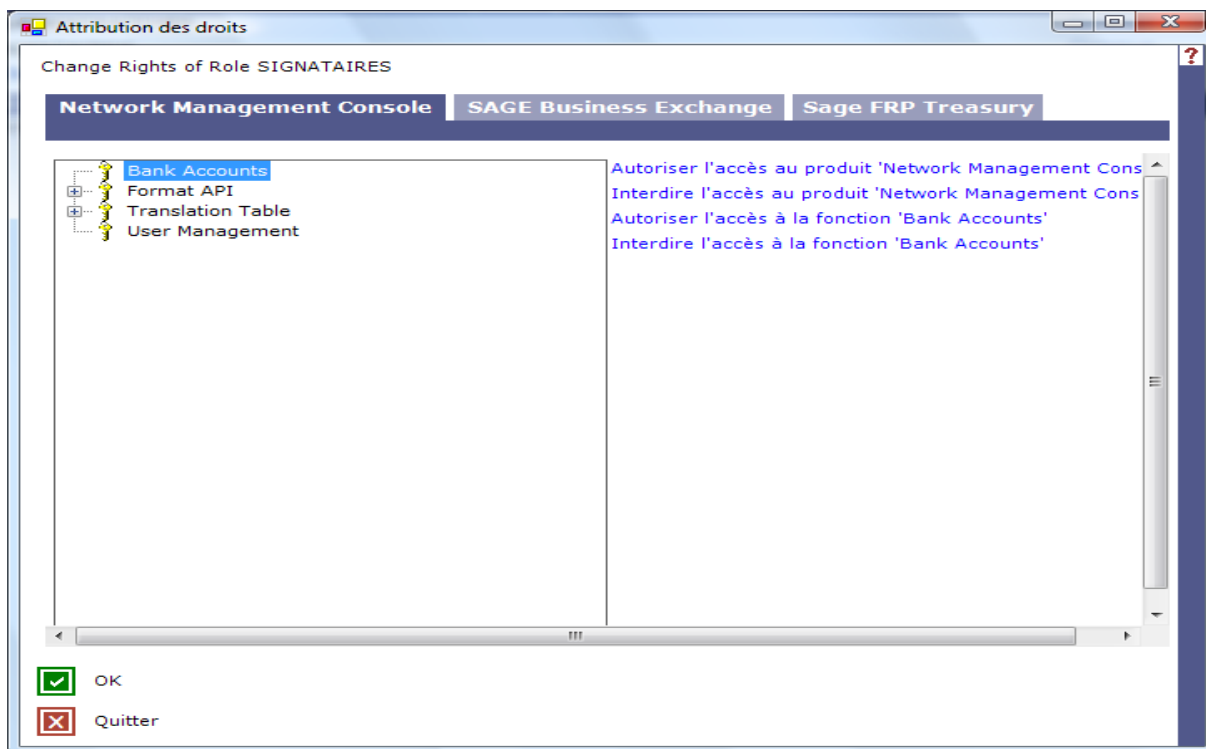 Attribution des droits
?
Change Rights of Role SIGNATAIRES
Network Management Console SAGE Business Exchange Sage FRP Treasury
Bank Accounts
Format API
Translation Table
User Management
Autoriser l'accès au produit 'Network Management Cons
Interdire l'accès au produit 'Network Management Cons
Autoriser l'accès à la fonction 'Bank Accounts'
Interdire l'accès à la fonction 'Bank Accounts'
OK
Quitter